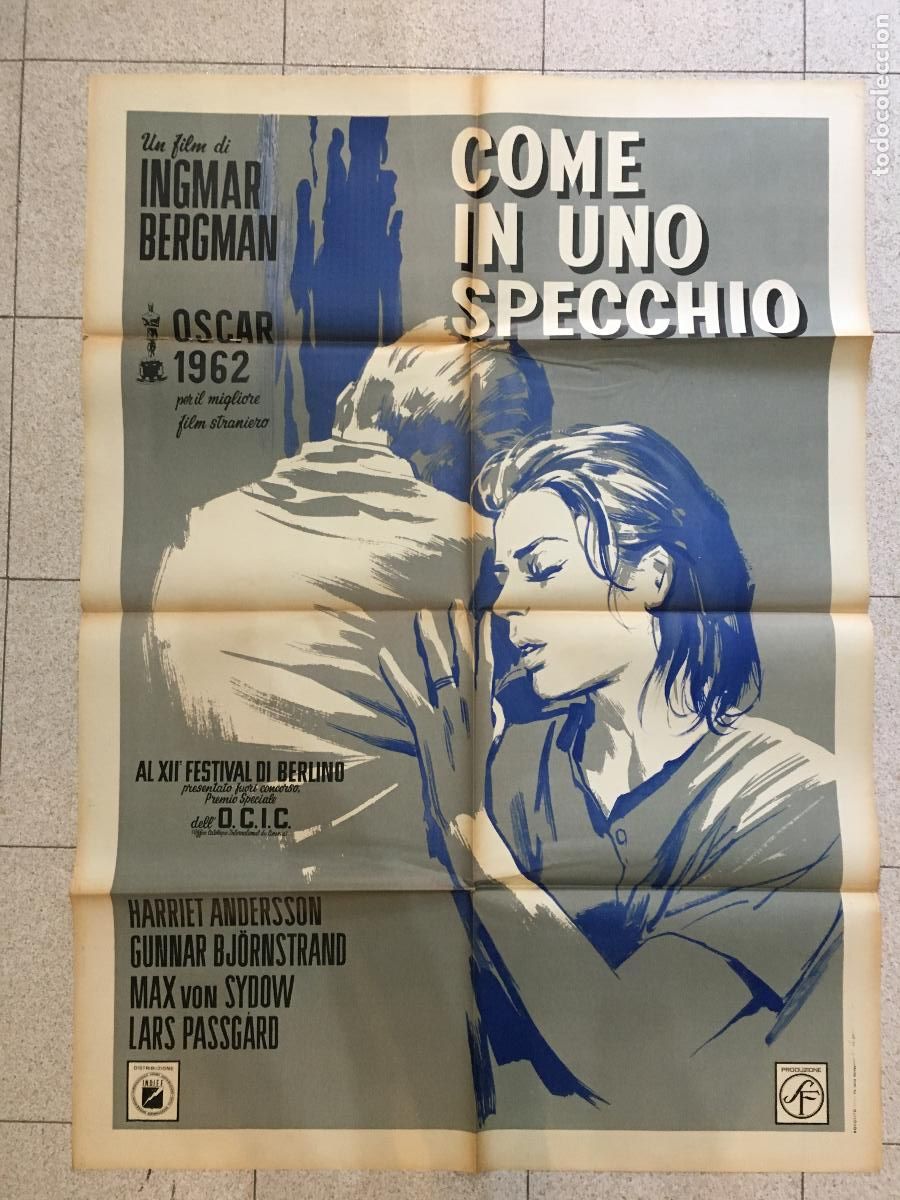 Un film di
INGMAR
BERGMAN
COME
IN UNO
SPECCHIO
OSCAR
1962
per il migliore
film straniero
AL XII° FESTIVAL DI BERLINO
presentato fuori concorso,
Premio Speciale
dell' O.C.I.C.
HARRIET ANDERSSON
GUNNAR BJÖRNSTRAND
MAX VON SYDOW
LARS PASSGÅRD
DISTRIBUZIONE
INDIEF
PRODUZIONE
SF
todocoleccion